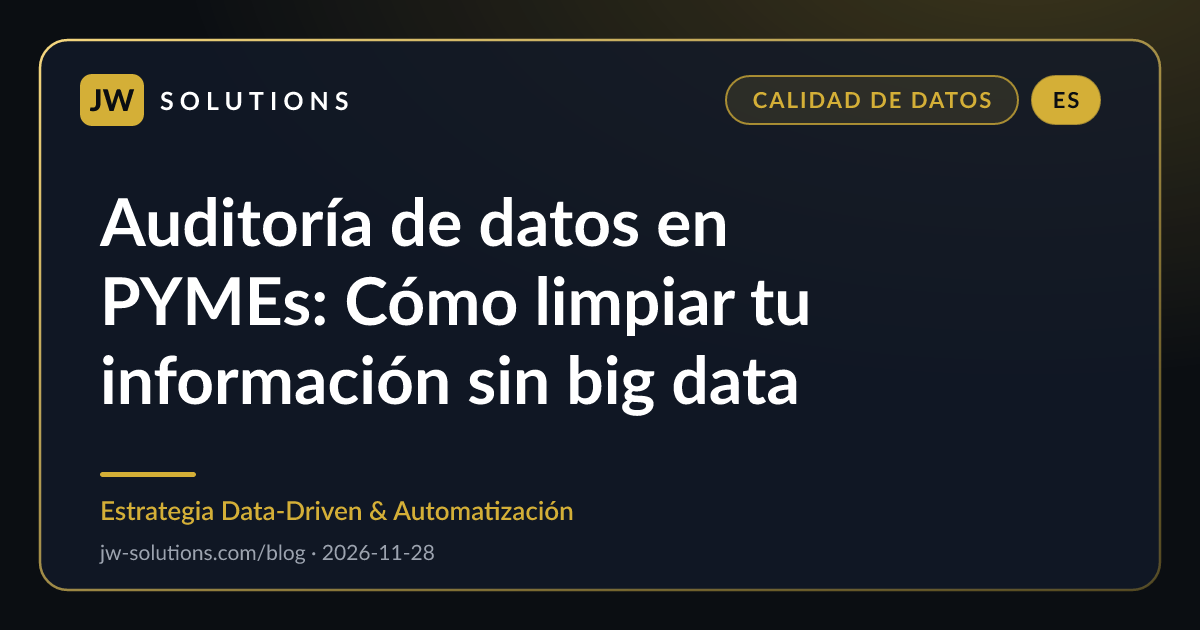 JW SOLUTIONS
CALIDAD DE DATOS
ES
Auditoría de datos en
PYMEs: Cómo limpiar tu
información sin big data
Estrategia Data-Driven & Automatización
jw-solutions.com/blog · 2026-11-28